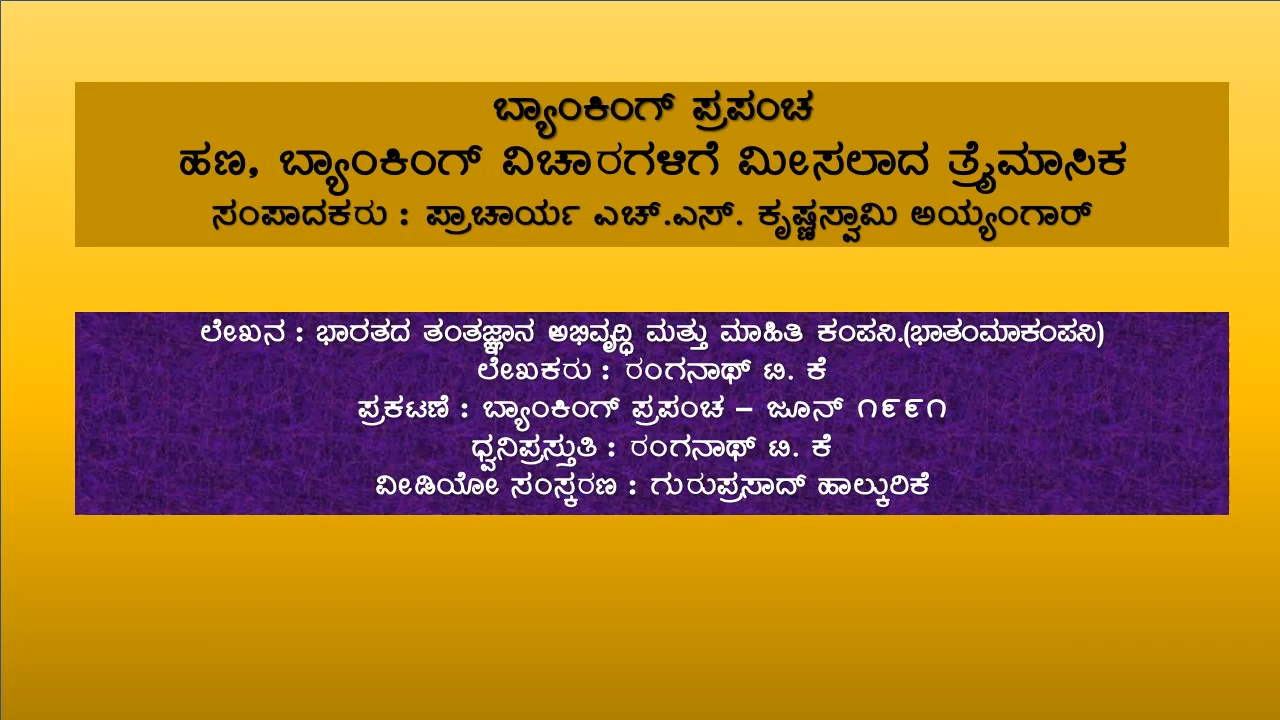 ಬ್ಯಾಂಕಿಂಗ್ ಪ್ರಪಂಚ
ಹಣ, ಬ್ಯಾಂಕಿಂಗ್ ವಿಚಾರಗಳಿಗೆ ಮೀಸಲಾದ ತ್ರೈಮಾಸಿಕ
ಸಂಪಾದಕರು : ಪ್ರಾಚಾರ್ಯ ಎಚ್.ಎಸ್. ಕೃಷ್ಣಸ್ವಾಮಿ ಅಯ್ಯಂಗಾರ್
ಲೇಖನ : ಭಾರತದ ತಂತಜ್ಞಾನ ಅಭಿವೃದ್ಧಿ ಮತ್ತು ಮಾಹಿತಿ ಕಂಪನಿ.(ಭಾತಂಮಾಕಂಪನಿ)
ಲೇಖಕರು : ರಂಗನಾಥ್ ಟಿ. ಕೆ
ಪ್ರಕಟಣೆ : ಬ್ಯಾಂಕಿಂಗ್ ಪ್ರಪಂಚ – ಜೂನ್ ೧೯೯೧
ಧ್ವನಿಪ್ರಸ್ತುತಿ : ರಂಗನಾಥ್ ಟಿ. ಕೆ
ವೀಡಿಯೋ ಸಂಸ್ಕರಣ : ಗುರುಪ್ರಸಾದ್ ಹಾಲ್ಕುರಿಕೆ